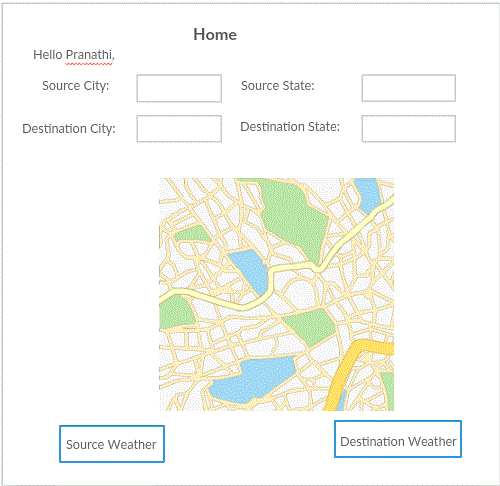 Home
Hello Pranathi,
Source City: Source State:
Destination City: Destination State:
Source Weather Destination Weather